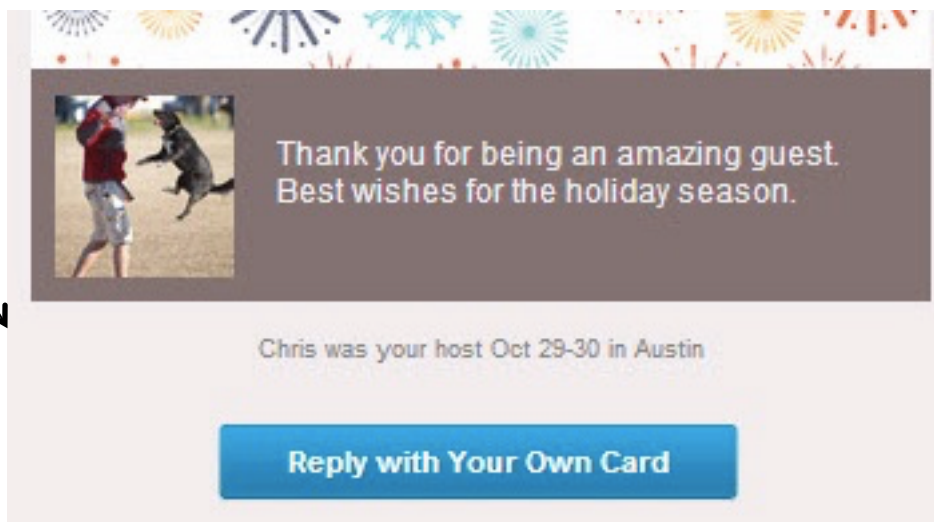 Thank you for being an amazing guest.
Best wishes for the holiday season.
Chris was your host Oct 29-30 in Austin
Reply with Your Own Card